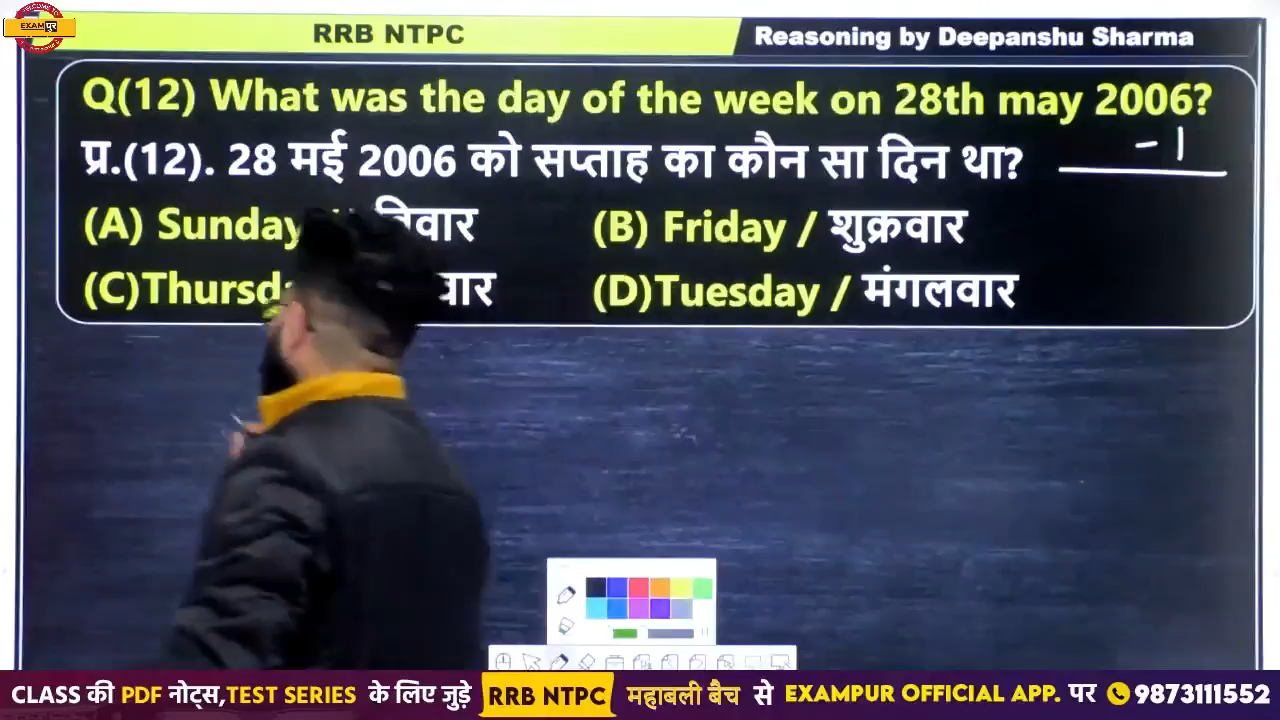 EXAMपुर
RRB NTPC
Reasoning by Deepanshu Sharma
Q(12) What was the day of the week on 28th may 2006?
प्र.(12). 28 मई 2006 को सप्ताह का कौन सा दिन था?
-1
(A) Sunday
(B) Friday / शुक्रवार
(D)Tuesday / मंगलवार
CLASS की PDF नोट्स,TEST SERIES के लिए जुड़े RRB NTPC महाबली बैच से EXAMPUR OFFICIAL APP. पर 9873111552